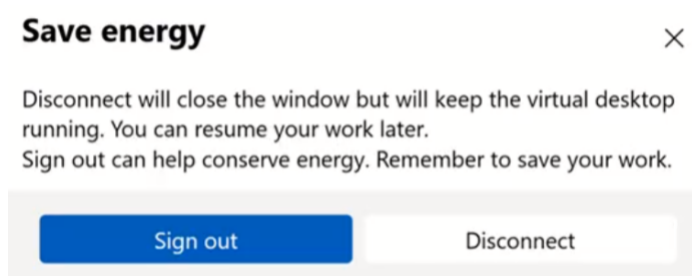 Save energy
Disconnect will close the window but will keep the virtual desktop
running. You can resume your work later.
Sign out can help conserve energy. Remember to save your work.
Sign out
Disconnect